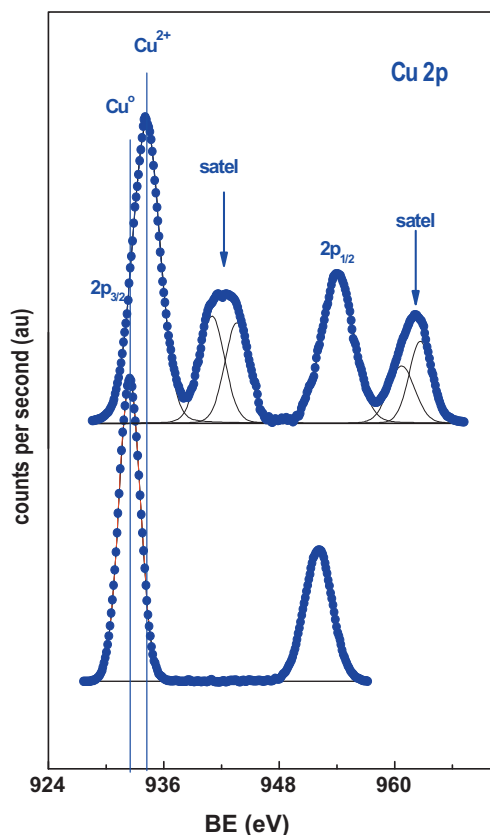 Cu²⁺
Cu 2p
Cu⁰
satel
satel
2p₁/₂
2p₃/₂
counts per second (au)
924
936
948
960
BE (eV)